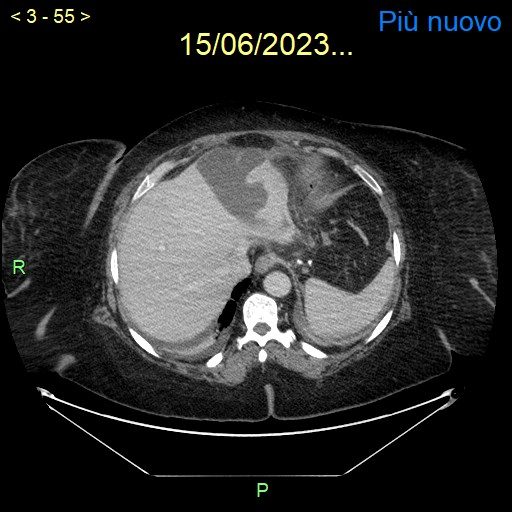 < 3 - 55 >
Più nuovo
15/06/2023...
R
P